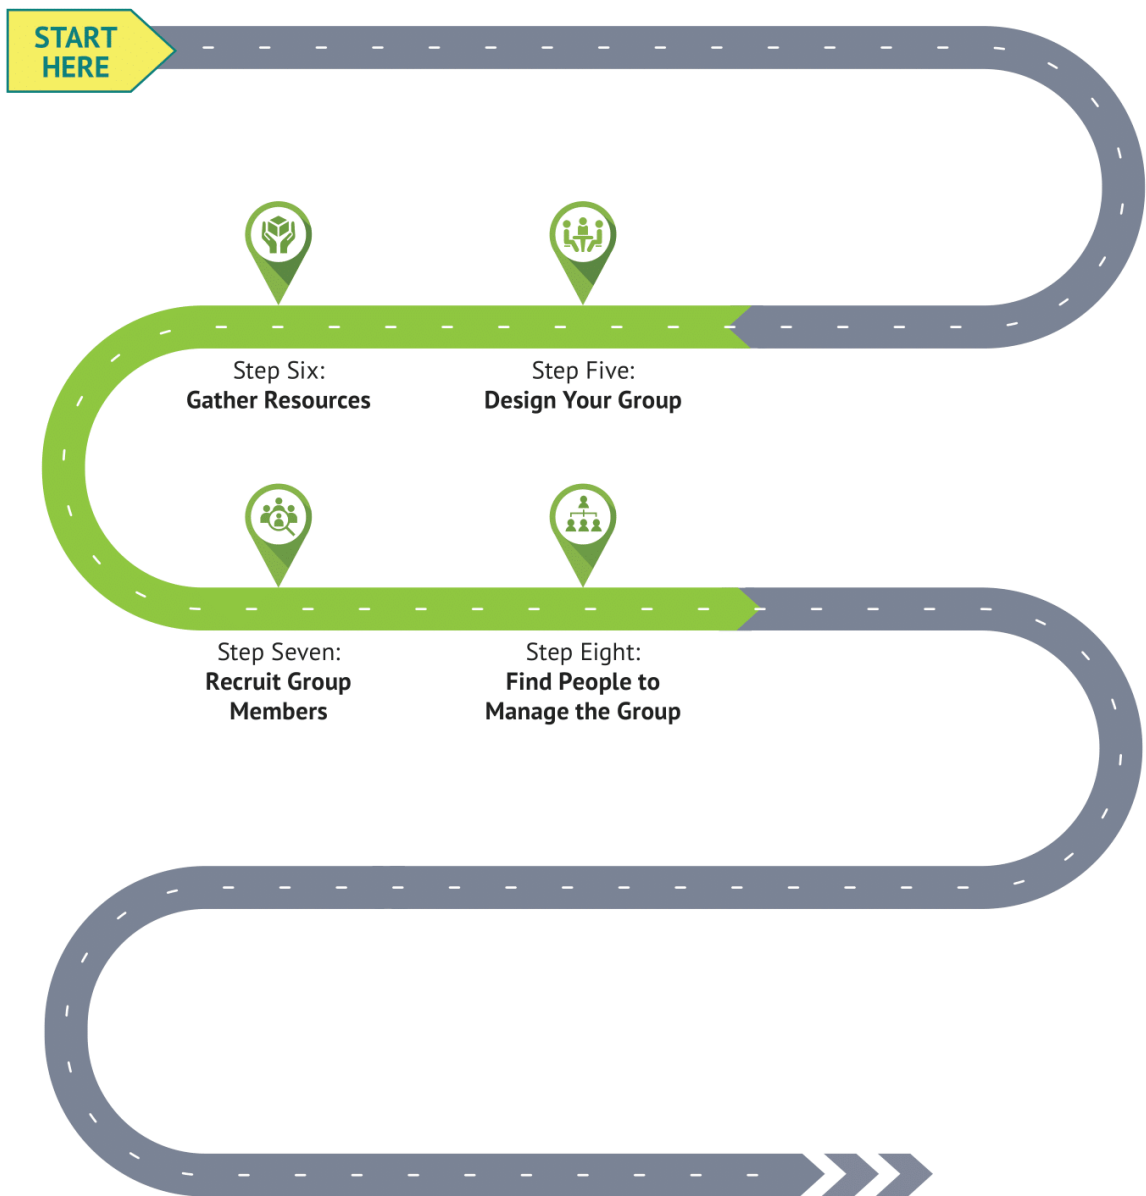 START
HERE
Step Six:
Gather Resources
Step Five:
Design Your Group
Step Seven:
Recruit Group
Members
Step Eight:
Find People to
Manage the Group